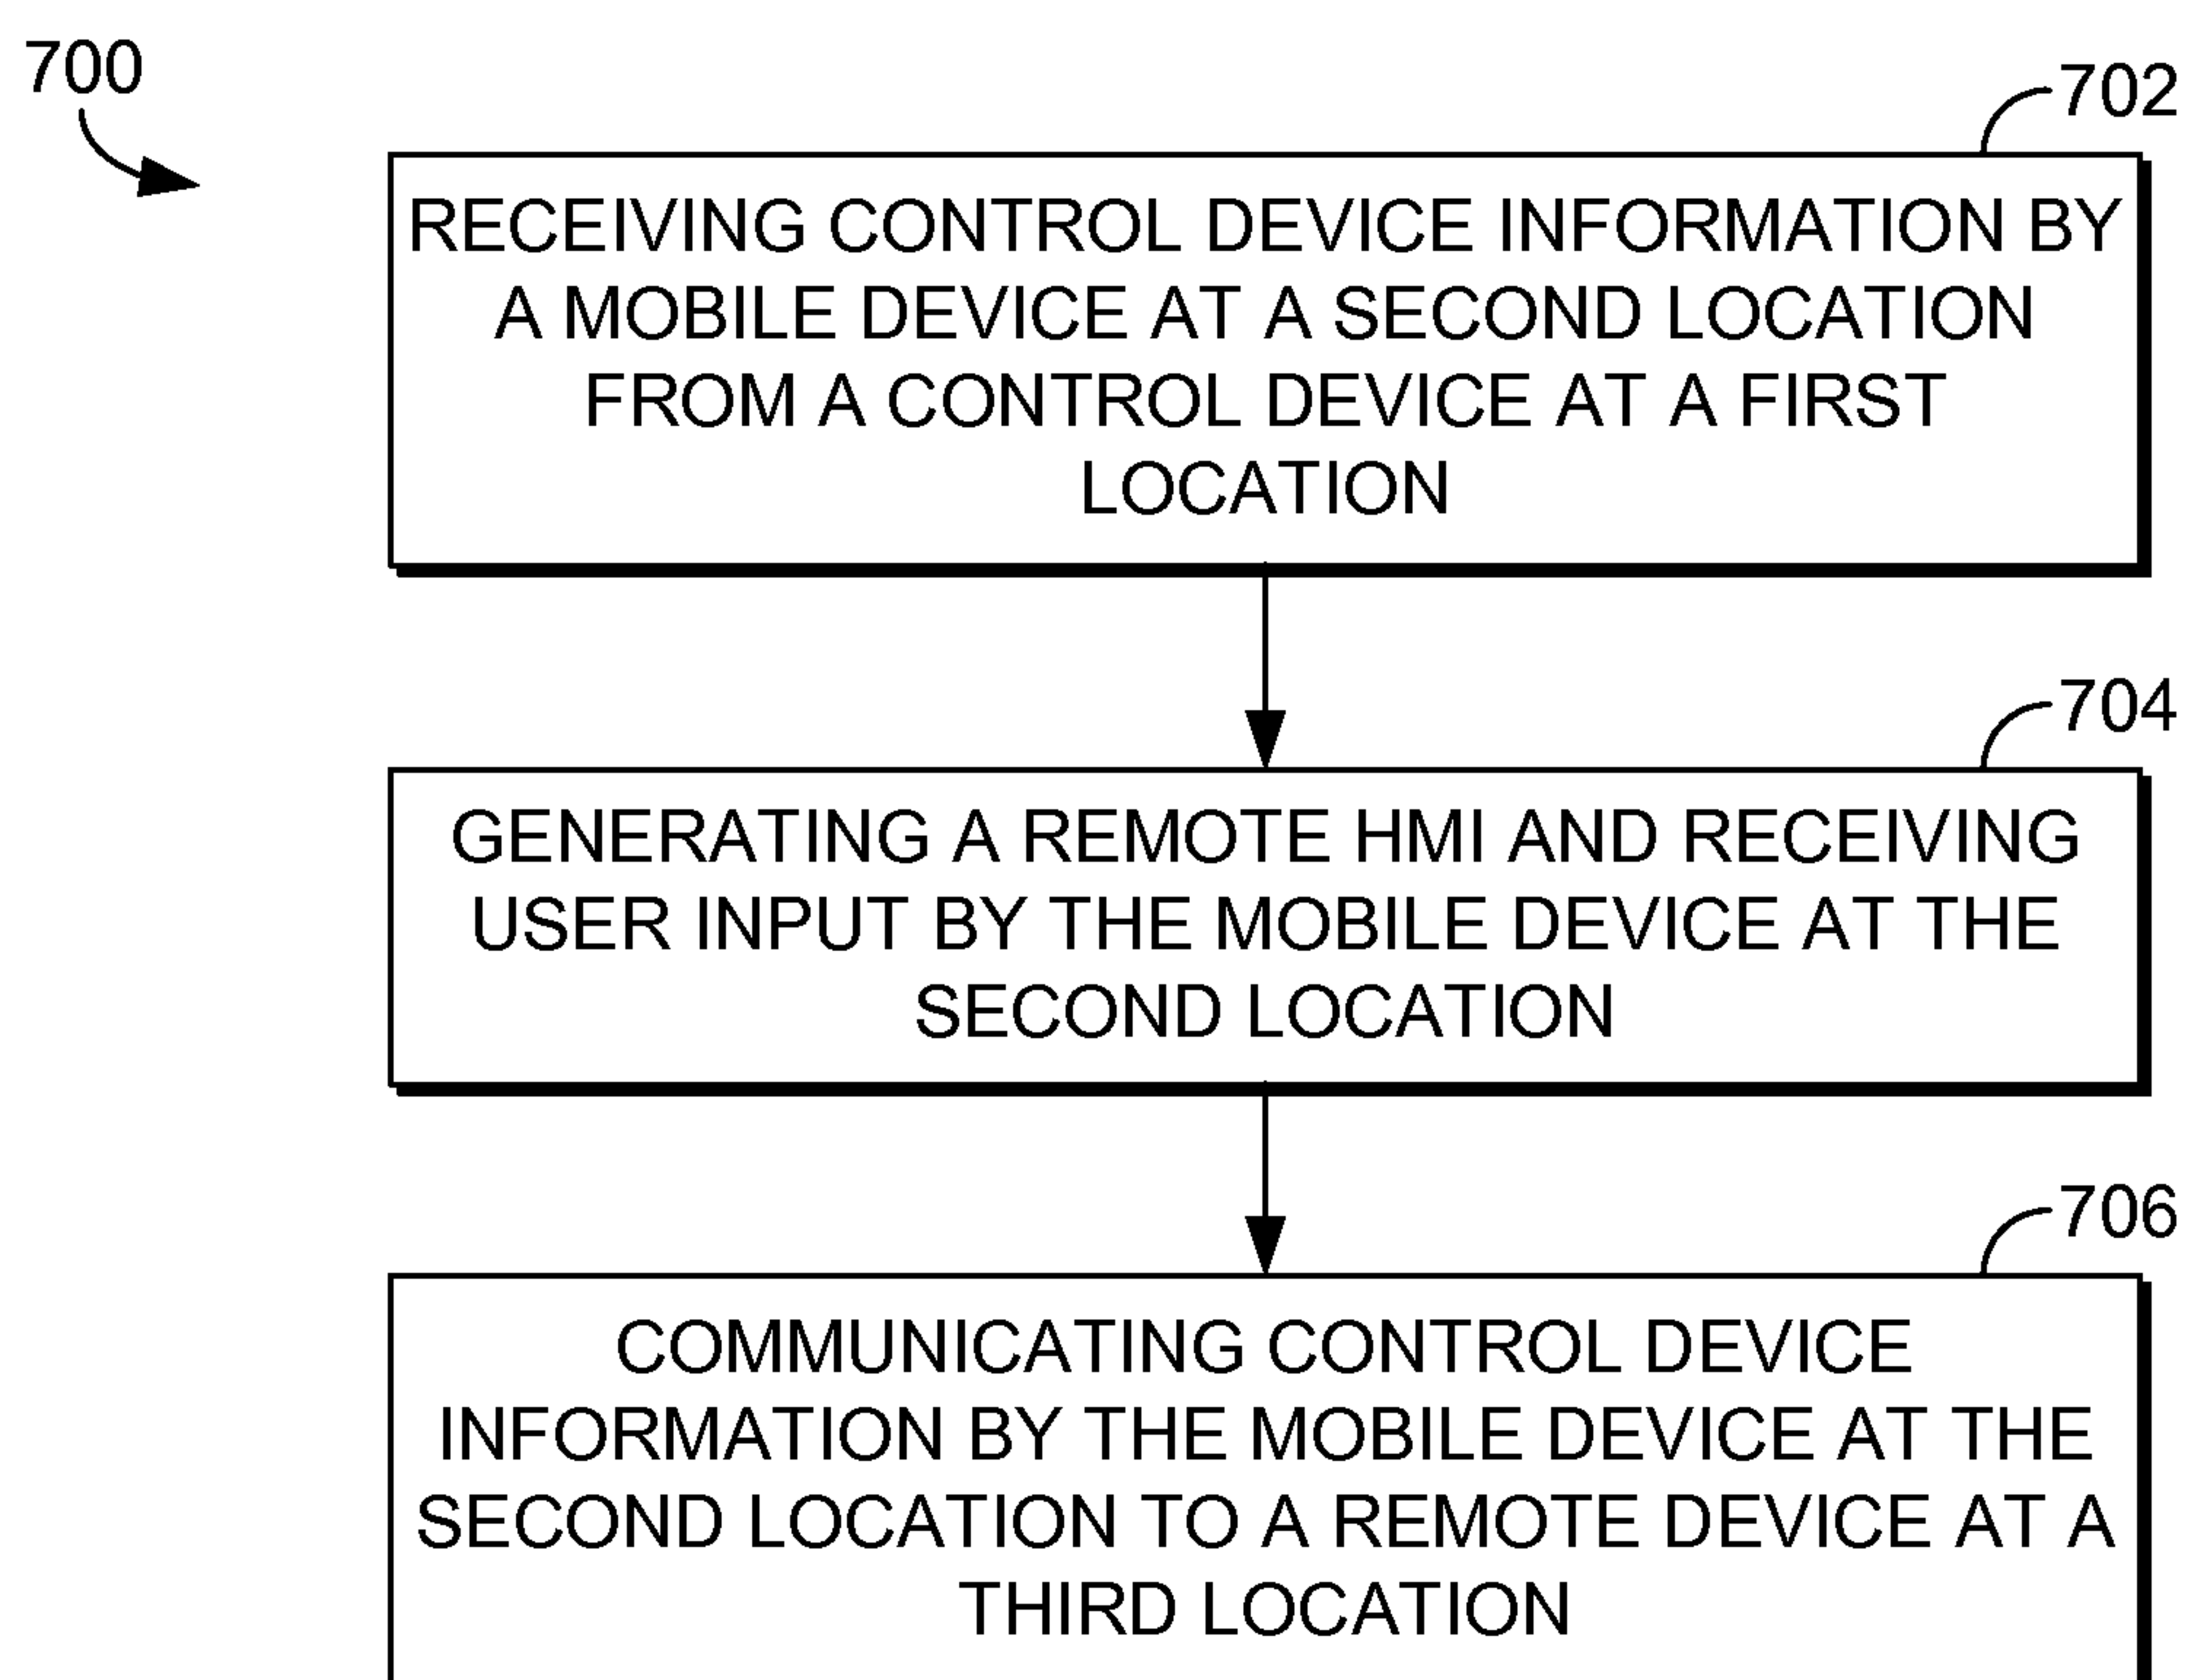 700
702
RECEIVING CONTROL DEVICE INFORMATION BY
A MOBILE DEVICE AT A SECOND LOCATION
FROM A CONTROL DEVICE AT A FIRST
LOCATION
704
GENERATING A REMOTE HMI AND RECEIVING
USER INPUT BY THE MOBILE DEVICE AT THE
SECOND LOCATION
706
COMMUNICATING CONTROL DEVICE
INFORMATION BY THE MOBILE DEVICE AT THE
SECOND LOCATION TO A REMOTE DEVICE AT A
THIRD LOCATION